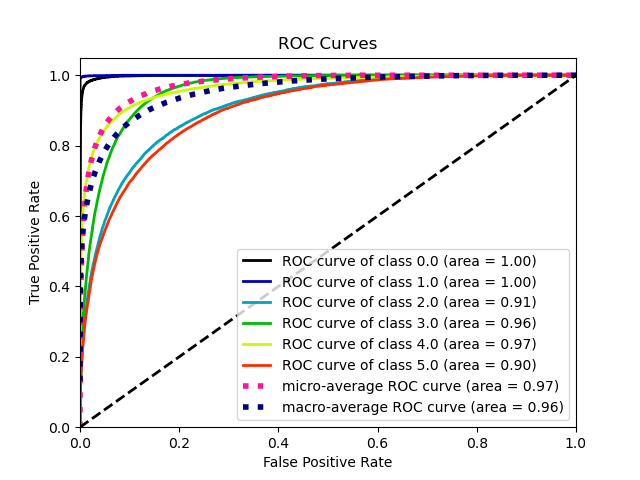 ROC Curves
True Positive Rate
1.0
0.8
0.6
0.4
0.2
0.0
ROC curve of class 0.0 (area = 1.00)
ROC curve of class 1.0 (area = 1.00)
ROC curve of class 2.0 (area = 0.91)
ROC curve of class 3.0 (area = 0.96)
ROC curve of class 4.0 (area = 0.97)
ROC curve of class 5.0 (area = 0.90)
micro-average ROC curve (area = 0.97)
macro-average ROC curve (area = 0.96)
0.0 0.2 0.4 0.6 0.8 1.0
False Positive Rate